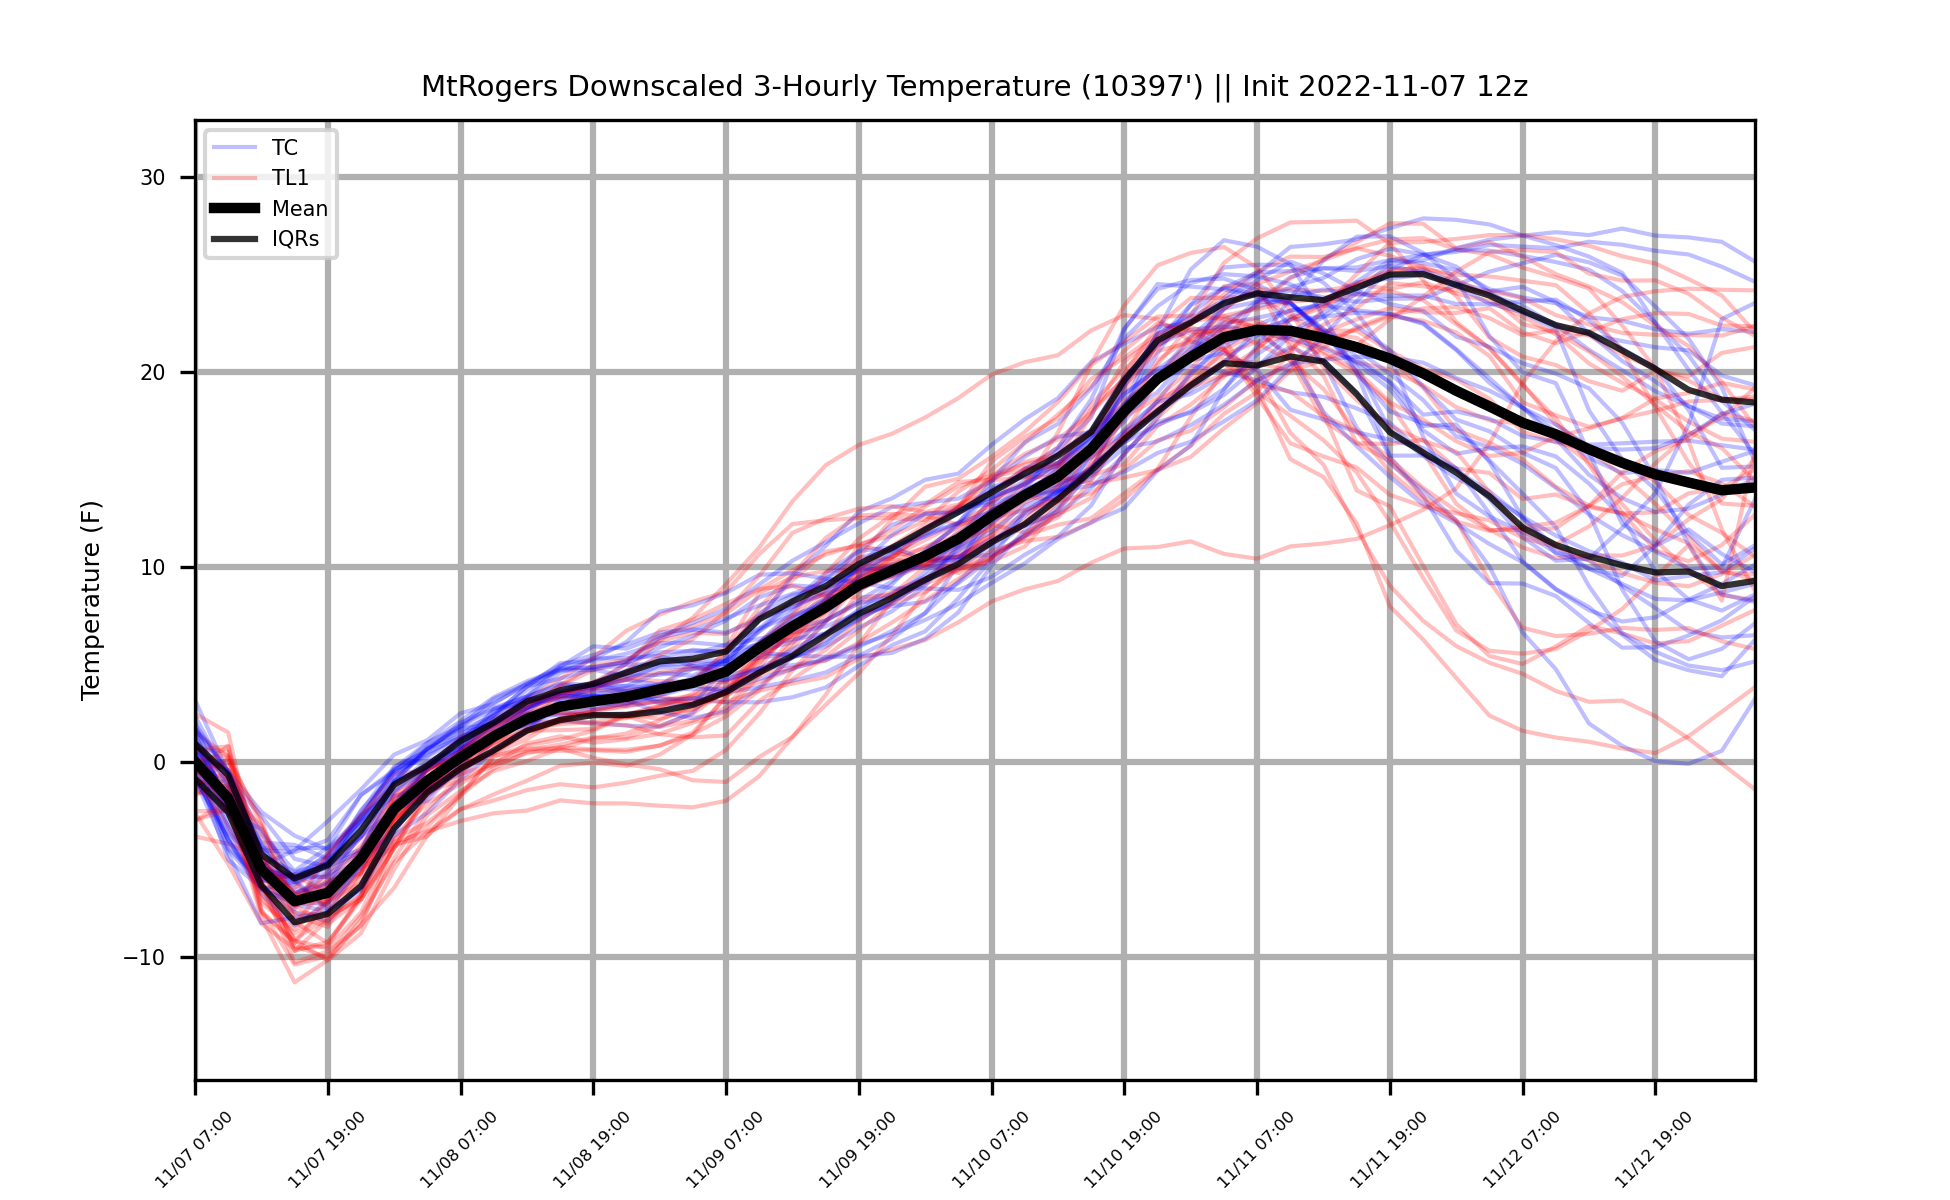 MtRogers Downscaled 3-Hourly Temperature (10397') || Init 2022-11-07 12z
TC
TL1
Mean
IQRs
Temperature (F)
30
20
10
0
−10
11/07 07:00
11/07 19:00
11/08 07:00
11/08 19:00
11/09 07:00
11/09 19:00
11/10 07:00
11/10 19:00
11/11 07:00
11/11 19:00
11/12 07:00
11/12 19:00